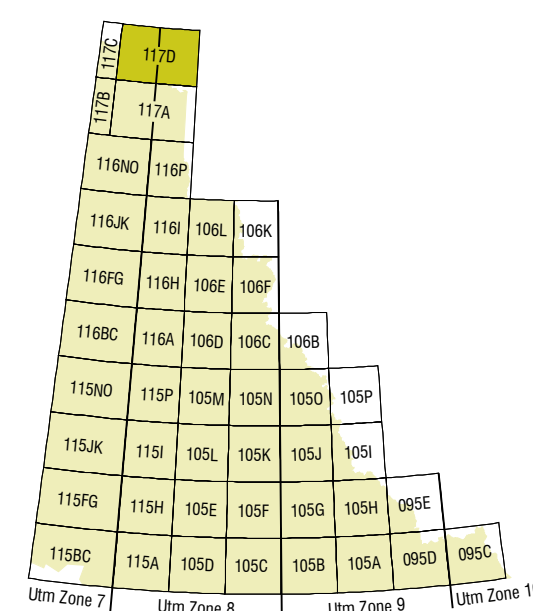 117C 117D
117B 117A
116NO 116P
116JK 116I 106L 106K
116FG 116H 106E 106F
116BC 116A 106D 106C 106B
115NO 115P 105M 105N 105O 105P
115JK 115I 105L 105K 105J 105I
115FG 115H 105E 105F 105G 105H 095E
115BC 115A 105D 105C 105B 105A 095D 095C
Utm Zone 7 Utm Zone 8 Utm Zone 9 Utm Zone